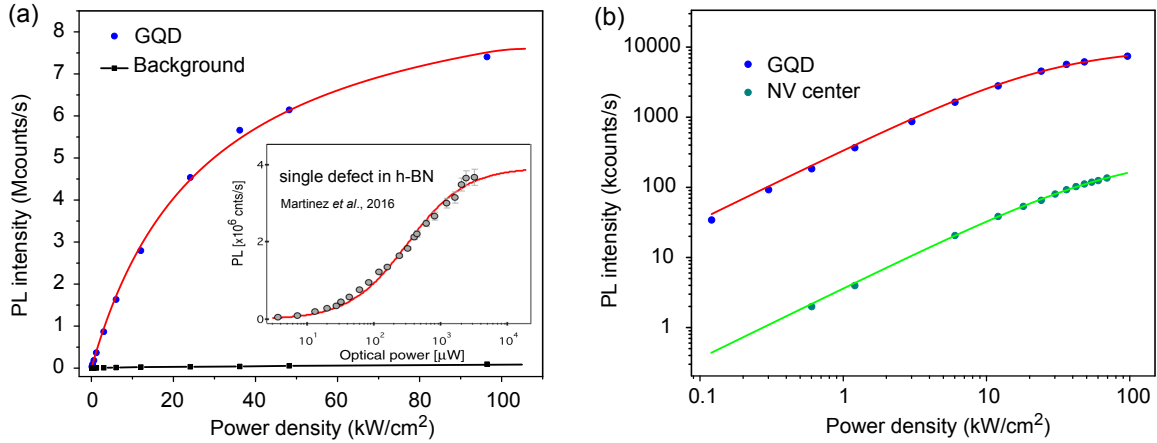 (a)
8
7
6
5
4
3
2
1
0
PL intensity (Mcounts/s)
GQD
Background
0 20 40 60 80 100
Power density (kW/cm²)
single defect in h-BN
Martinez et al., 2016
4
2
0
PL [x10⁶ cnts/s]
10¹ 10² 10³ 10⁴
Optical power [µW]
(b)
10000
1000
100
10
1
PL intensity (kcounts/s)
GQD
NV center
0.1 1 10 100
Power density (kW/cm²)